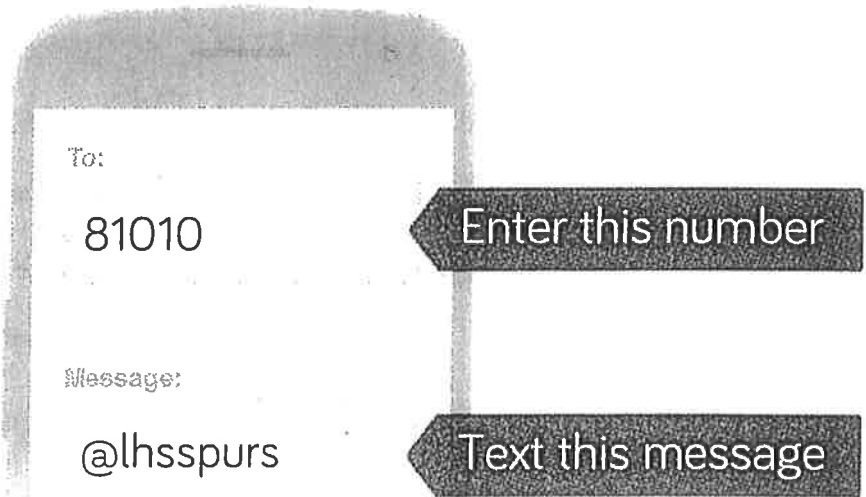 To:
81010
Enter this number
Message:
@lhsspurs
Text this message